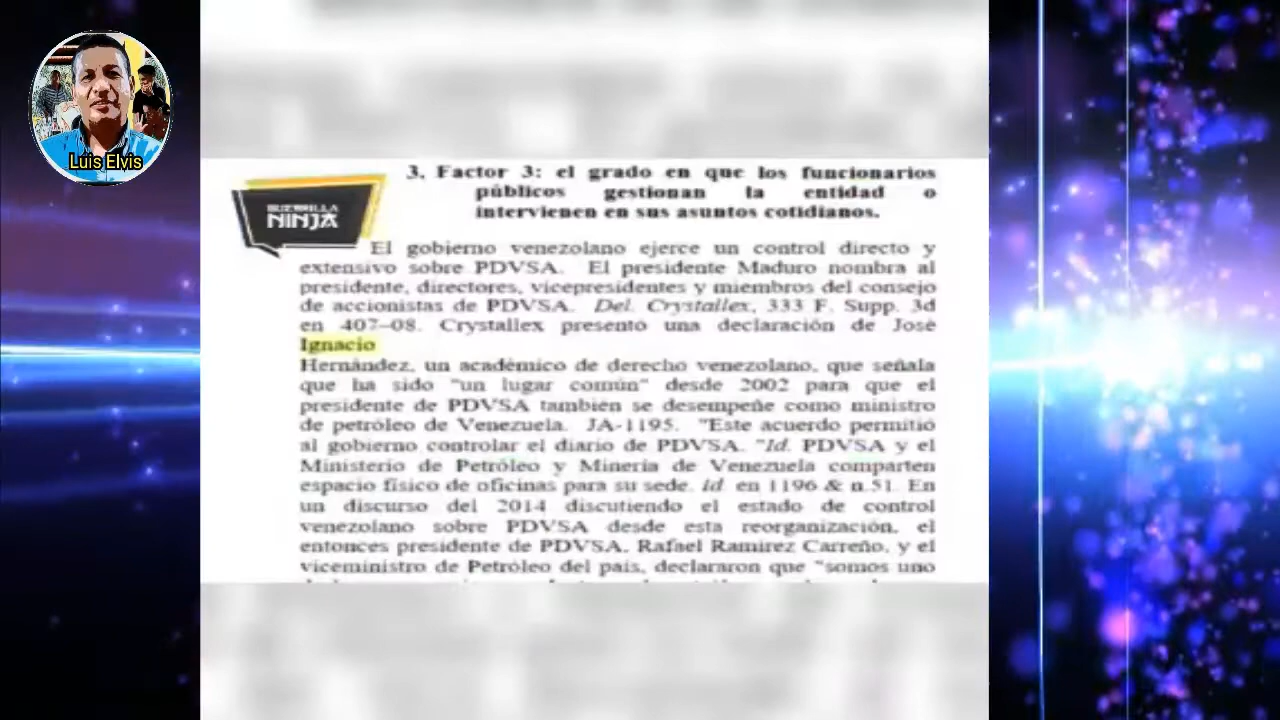 Luis Elvis
GUERRILLA
NINJA
3. Factor 3: el grado en que los funcionarios
públicos gestionan la entidad o
intervienen en sus asuntos cotidianos.
El gobierno venezolano ejerce un control directo y
extensivo sobre PDVSA. El presidente Maduro nombra al
presidente, directores, vicepresidentes y miembros del consejo
de accionistas de PDVSA. Del. Crystallex, 333 F. Supp. 3d
en 407–08. Crystallex presentó una declaración de José
Ignacio
Hernández, un académico de derecho venezolano, que señala
que ha sido "un lugar común" desde 2002 para que el
presidente de PDVSA también se desempeñe como ministro
de petróleo de Venezuela. JA-1195. "Este acuerdo permitió
al gobierno controlar el diario de PDVSA. "Id. PDVSA y el
Ministerio de Petróleo y Minería de Venezuela comparten
espacio físico de oficinas para su sede. id en 1196 & n.51. En
un discurso del 2014 discutiendo el estado de control
venezolano sobre PDVSA desde esta reorganización, el
entonces presidente de PDVSA, Rafael Ramírez Carreño, y el
viceministro de Petróleo del país, declararon que "somos uno